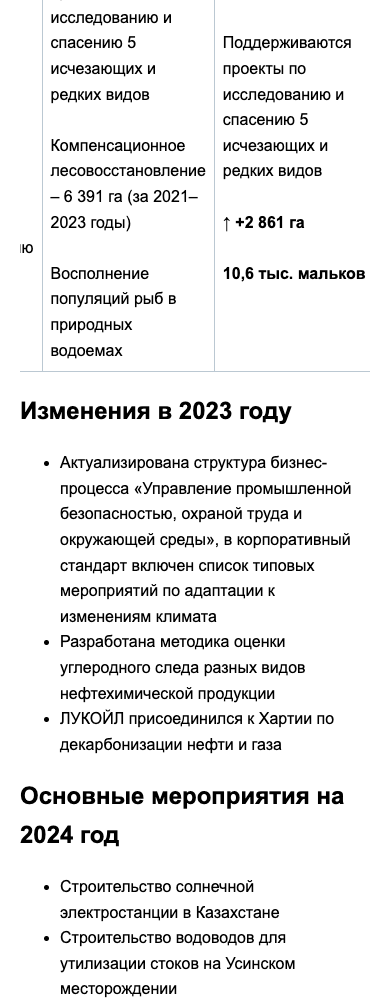 исследованию и
спасению 5
исчезающих и
редких видов
Компенсационное
лесовосстановление
– 6 391 га (за 2021–
2023 годы)
Восполнение
популяций рыб в
природных
водоемах
Поддерживаются
проекты по
исследованию и
спасению 5
исчезающих и
редких видов
↑ +2 861 га
10,6 тыс. мальков
Изменения в 2023 году
• Актуализирована структура бизнес-
процесса «Управление промышленной
безопасностью, охраной труда и
окружающей среды», в корпоративный
стандарт включен список типовых
мероприятий по адаптации к
изменениям климата
• Разработана методика оценки
углеродного следа разных видов
нефтехимической продукции
• ЛУКОЙЛ присоединился к Хартии по
декарбонизации нефти и газа
Основные мероприятия на
2024 год
• Строительство солнечной
электростанции в Казахстане
• Строительство водоводов для
утилизации стоков на Усинском
месторождении